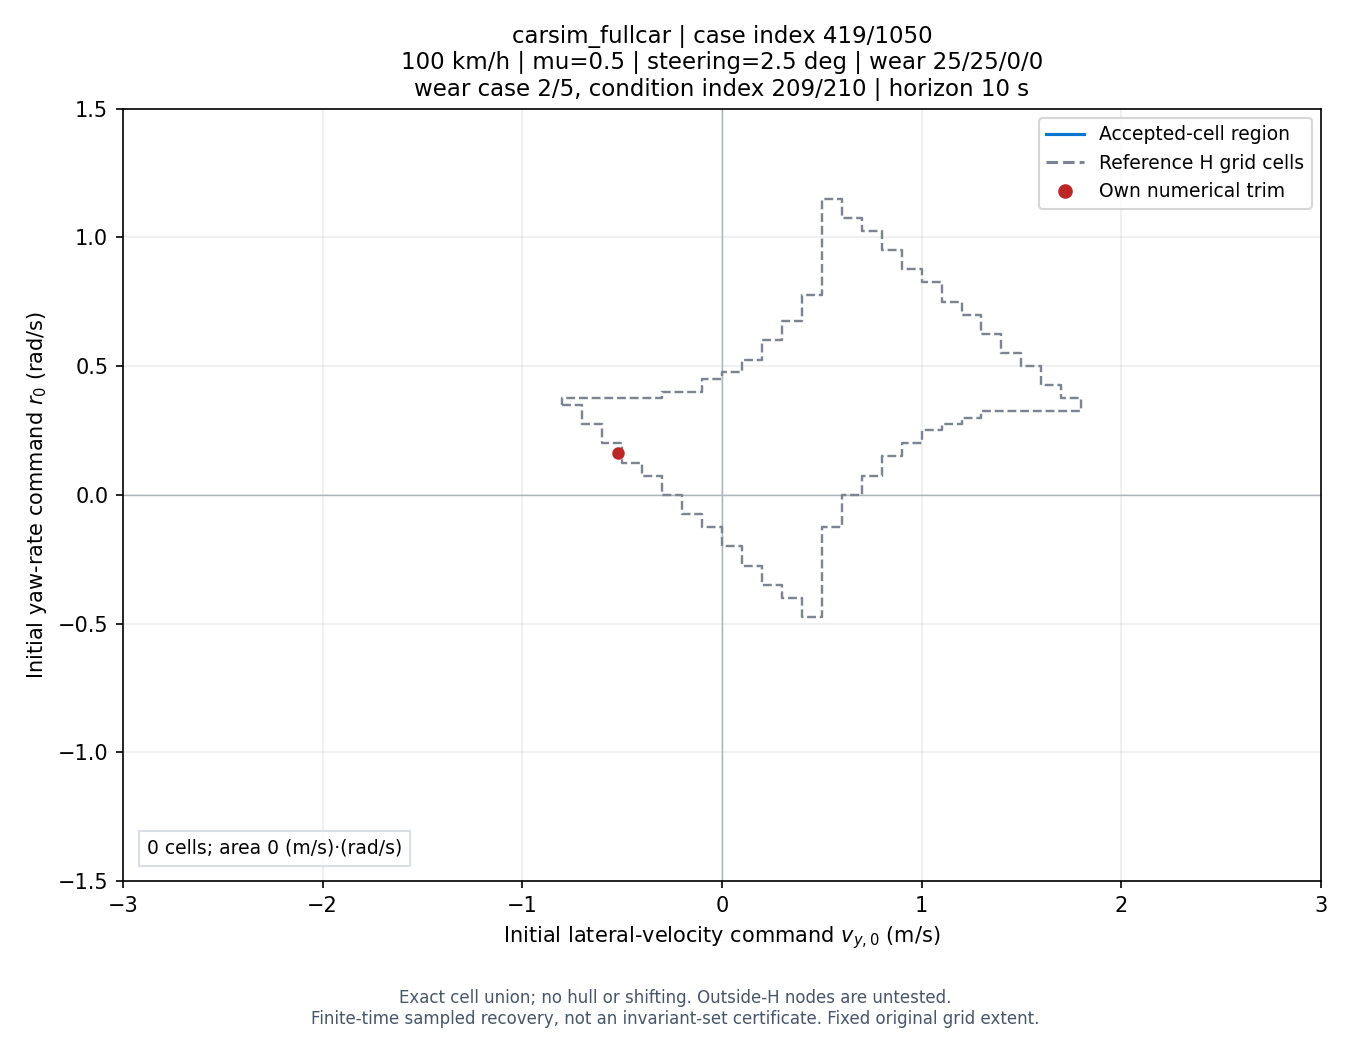 carsim_fullcar | case index 419/1050
100 km/h | mu=0.5 | steering=2.5 deg | wear 25/25/0/0
wear case 2/5, condition index 209/210 | horizon 10 s
Accepted-cell region
Reference H grid cells
Own numerical trim
1.5
1.0
0.5
0.0
−0.5
−1.0
−1.5
Initial yaw-rate command r₀ (rad/s)
0 cells; area 0 (m/s)·(rad/s)
−3
−2
−1
0
1
2
3
Initial lateral-velocity command v_{y,0} (m/s)
Exact cell union; no hull or shifting. Outside-H nodes are untested.
Finite-time sampled recovery, not an invariant-set certificate. Fixed original grid extent.